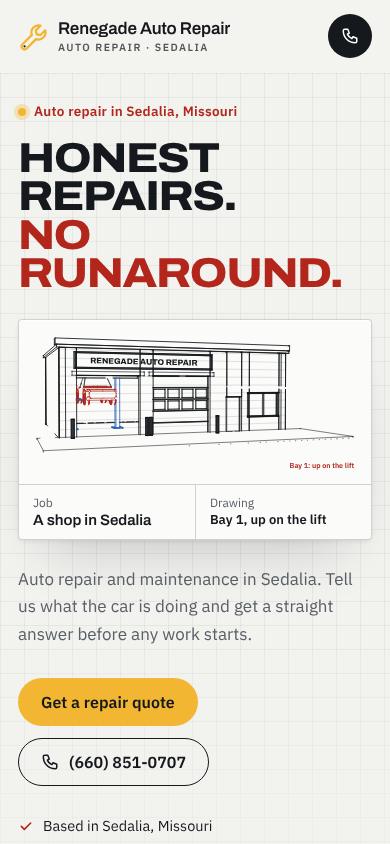 Renegade Auto Repair
AUTO REPAIR · SEDALIA
Auto repair in Sedalia, Missouri
HONEST
REPAIRS.
NO
RUNAROUND.
RENEGADE AUTO REPAIR
Bay 1: up on the lift
Job
A shop in Sedalia
Drawing
Bay 1, up on the lift
Auto repair and maintenance in Sedalia. Tell
us what the car is doing and get a straight
answer before any work starts.
Get a repair quote
(660) 851-0707
Based in Sedalia, Missouri